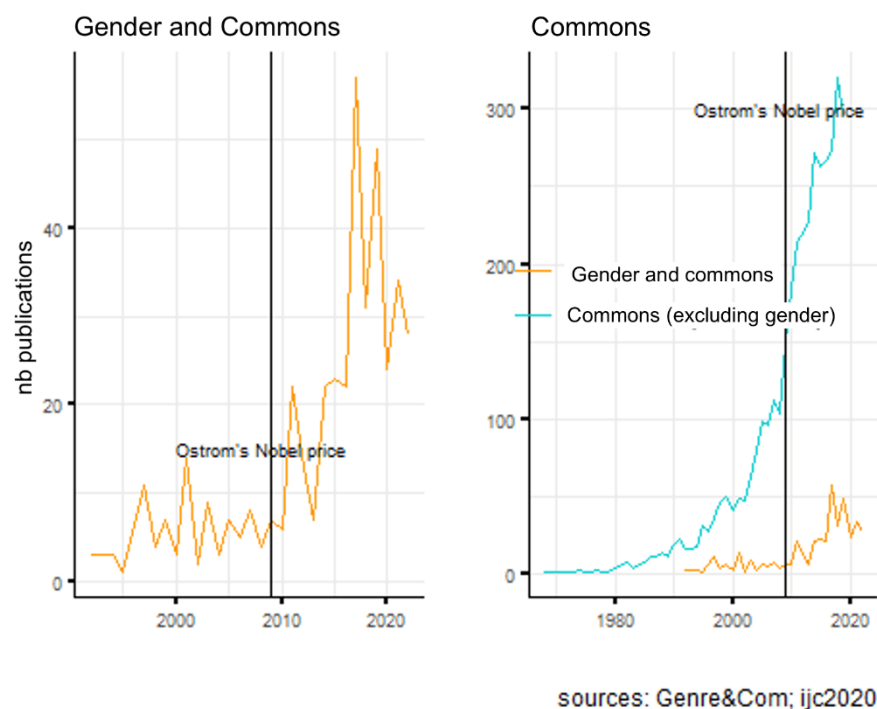 Gender and Commons
nb publications
40
20
0
Ostrom's Nobel price
2000
2010
2020
Commons
300
200
100
0
Ostrom's Nobel price
Gender and commons
Commons (excluding gender)
1980
2000
2020
sources: Genre&Com; ijc2020